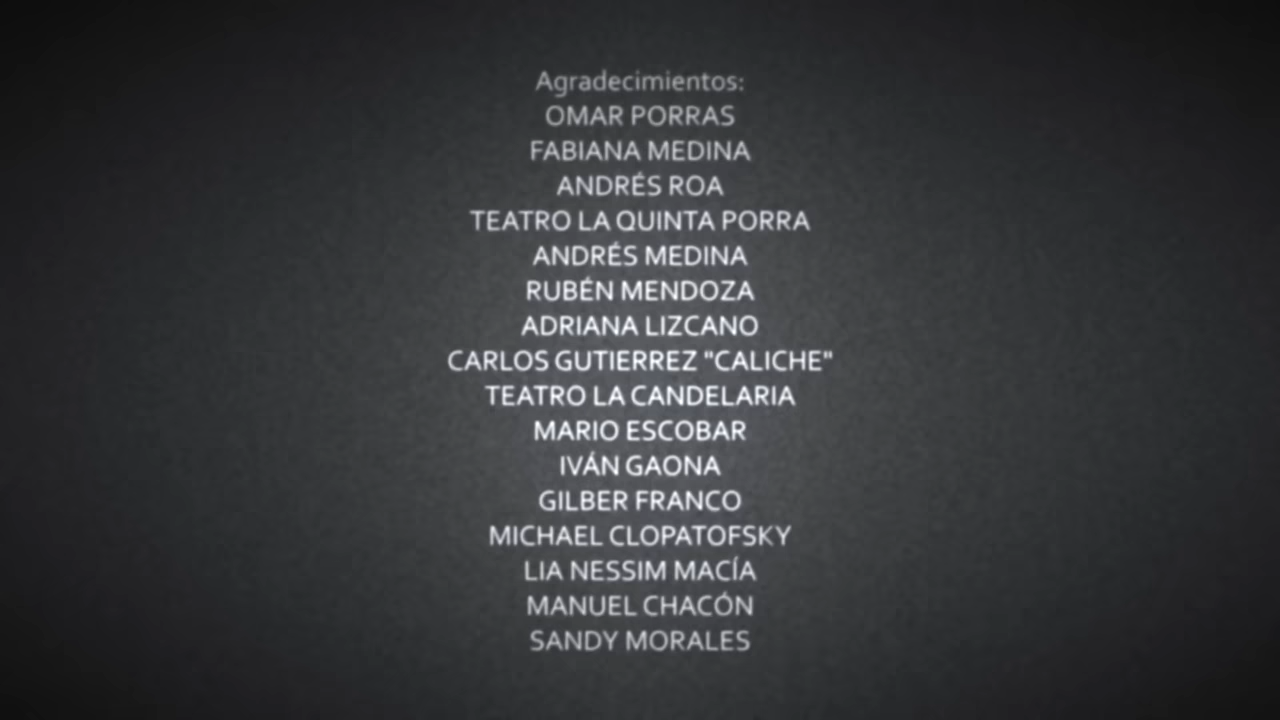 Agradecimientos:
OMAR PORRAS
FABIANA MEDINA
ANDRÉS ROA
TEATRO LA QUINTA PORRA
ANDRÉS MEDINA
RUBÉN MENDOZA
ADRIANA LIZCANO
CARLOS GUTIERREZ "CALICHE"
TEATRO LA CANDELARIA
MARIO ESCOBAR
IVÁN GAONA
GILBER FRANCO
MICHAEL CLOPATOFSKY
LIA NESSIM MACÍA
MANUEL CHACÓN
SANDY MORALES